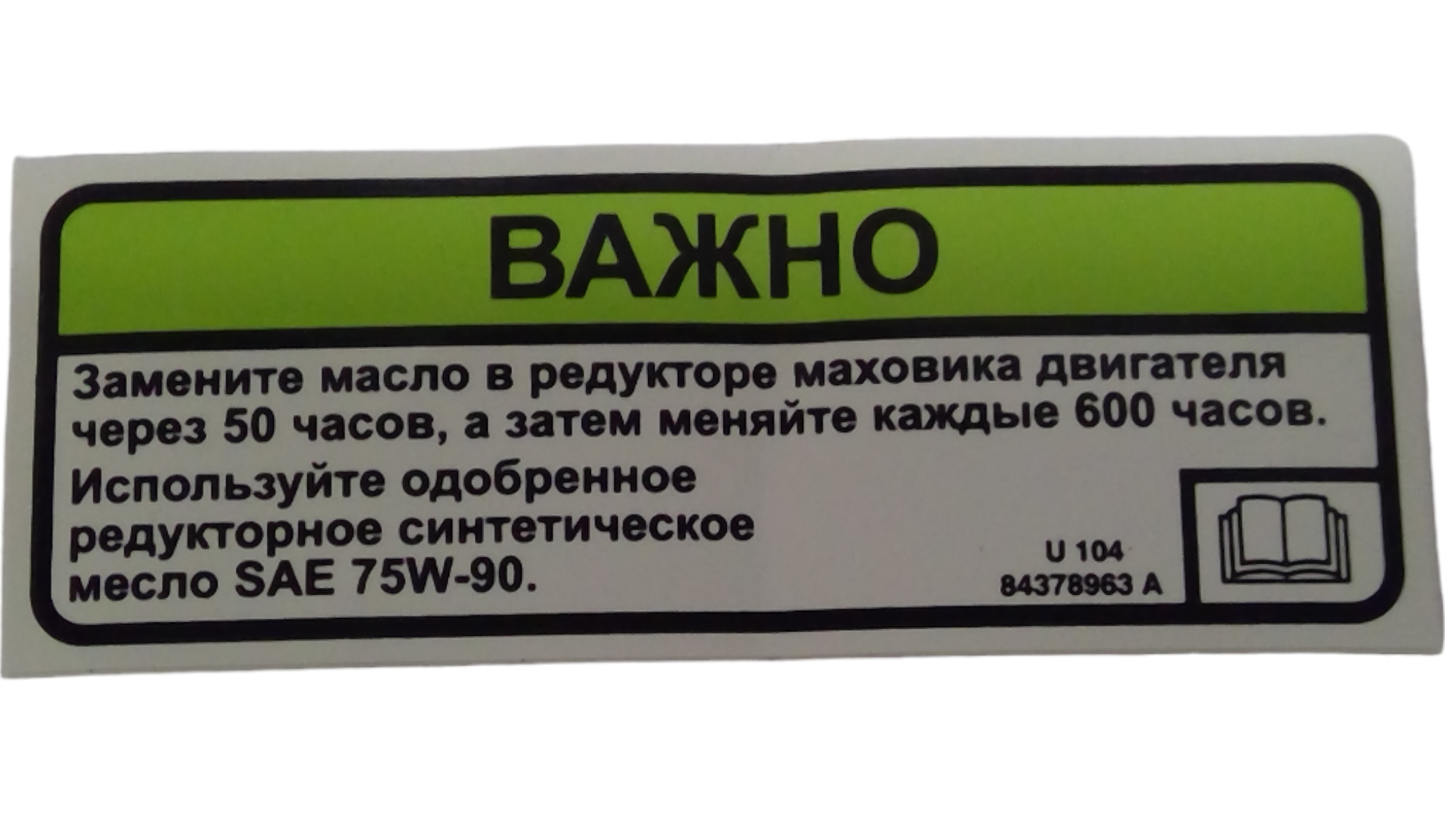 ВАЖНО
Замените масло в редукторе маховика двигателя
через 50 часов, а затем меняйте каждые 600 часов.
Используйте одобренное
редукторное синтетическое
месло SAE 75W-90.
U 104
84378963 A